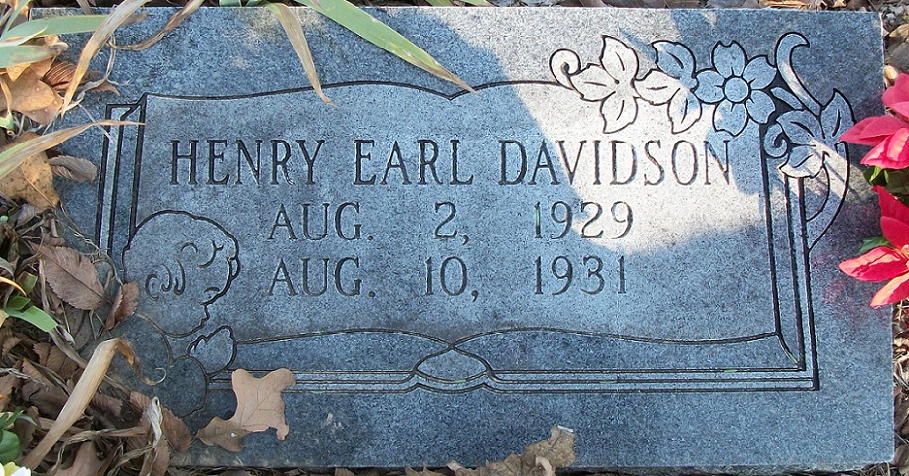 HENRY EARL DAVIDSON
AUG. 2, 1929
AUG. 10, 1931